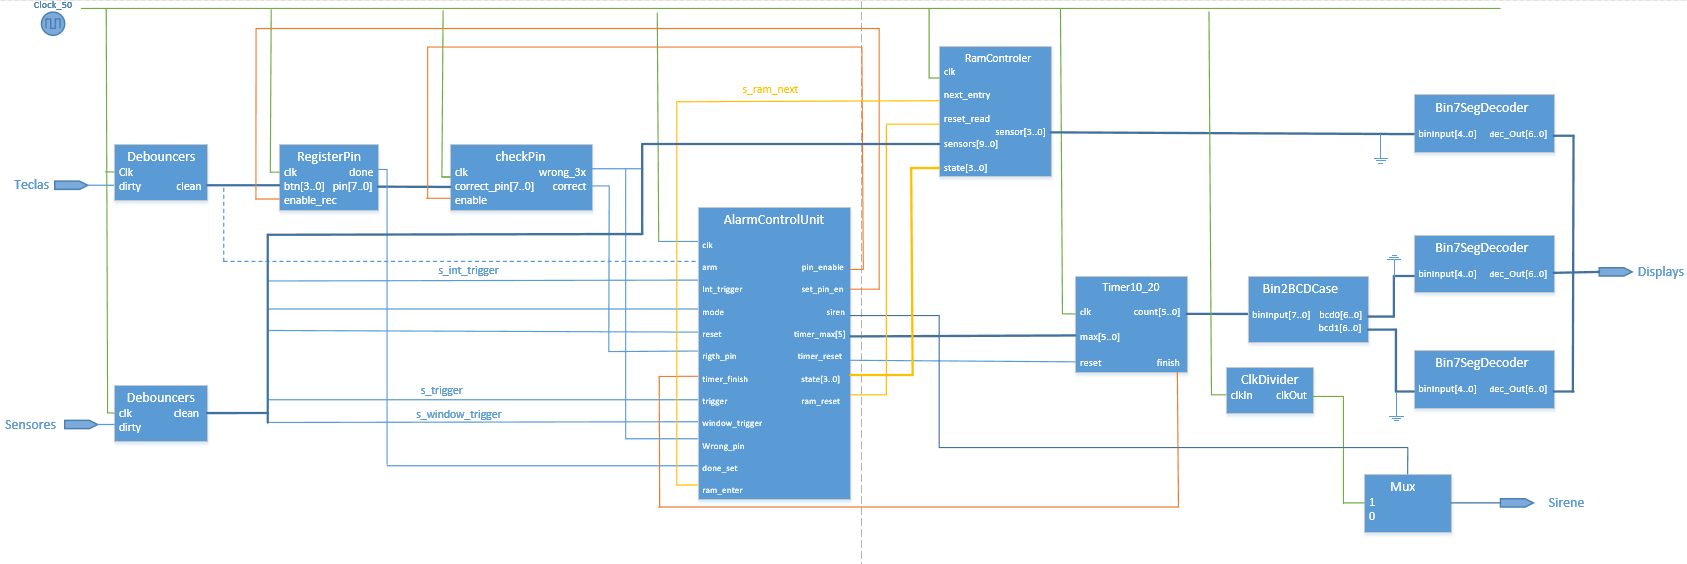 Clock_50
Teclas
Debouncers
Clk
dirty
clean
RegisterPin
clk
done
btn[3..0]
pin[7..0]
enable_rec
checkPin
clk
wrong_3x
correct_pin[7..0]
correct
enable
s_ram_next
RamControler
clk
next_entry
reset_read
sensor[3..0]
sensors[9..0]
state[3..0]
Bin7SegDecoder
binInput[4..0]
dec_Out[6..0]
AlarmControlUnit
clk
arm
pin_enable
s_int_trigger
int_trigger
set_pin_en
mode
siren
reset
timer_max[5]
rigth_pin
timer_reset
timer_finish
state[3..0]
s_trigger
trigger
ram_reset
s_window_trigger
window_trigger
Wrong_pin
done_set
ram_enter
Sensores
Debouncers
clk
clean
dirty
Timer10_20
clk
count[5..0]
max[5..0]
reset
finish
Bin2BCDCase
binInput[7..0]
bcd0[6..0]
bcd1[6..0]
Bin7SegDecoder
binInput[4..0]
dec_Out[6..0]
Displays
Bin7SegDecoder
binInput[4..0]
dec_Out[6..0]
ClkDivider
clkIn
clkOut
Mux
1
0
Sirene